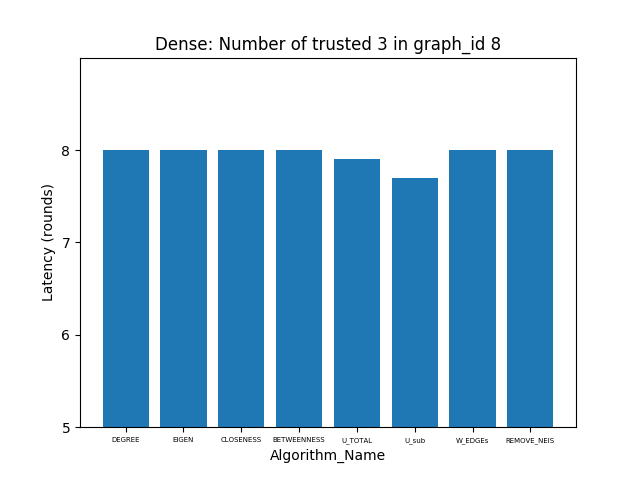 Dense: Number of trusted 3 in graph_id 8
Latency (rounds)
8
7
6
5
DEGREE EIGEN CLOSENESS BETWEENNESS U_TOTAL U_sub W_EDGEs REMOVE_NEIS
Algorithm_Name